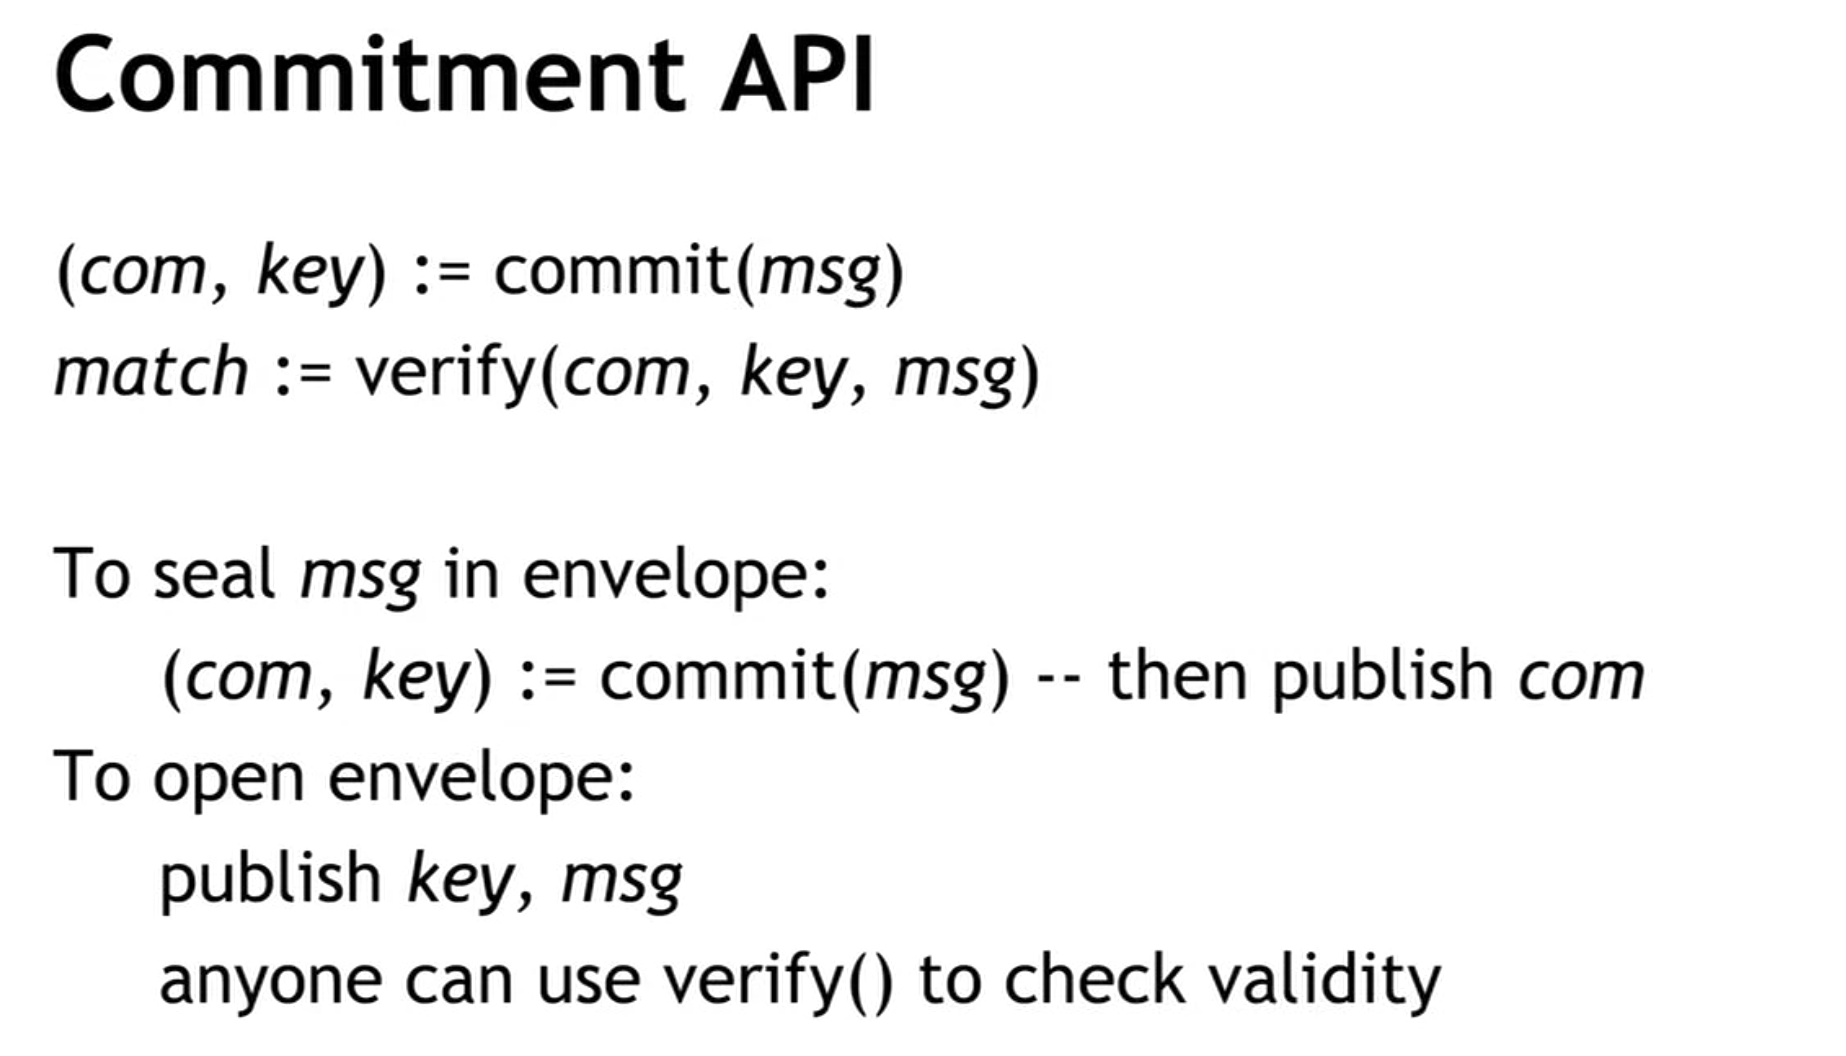 Commitment API
(com, key) := commit(msg)
match := verify(com, key, msg)
To seal msg in envelope:
(com, key) := commit(msg) -- then publish com
To open envelope:
publish key, msg
anyone can use verify() to check validity